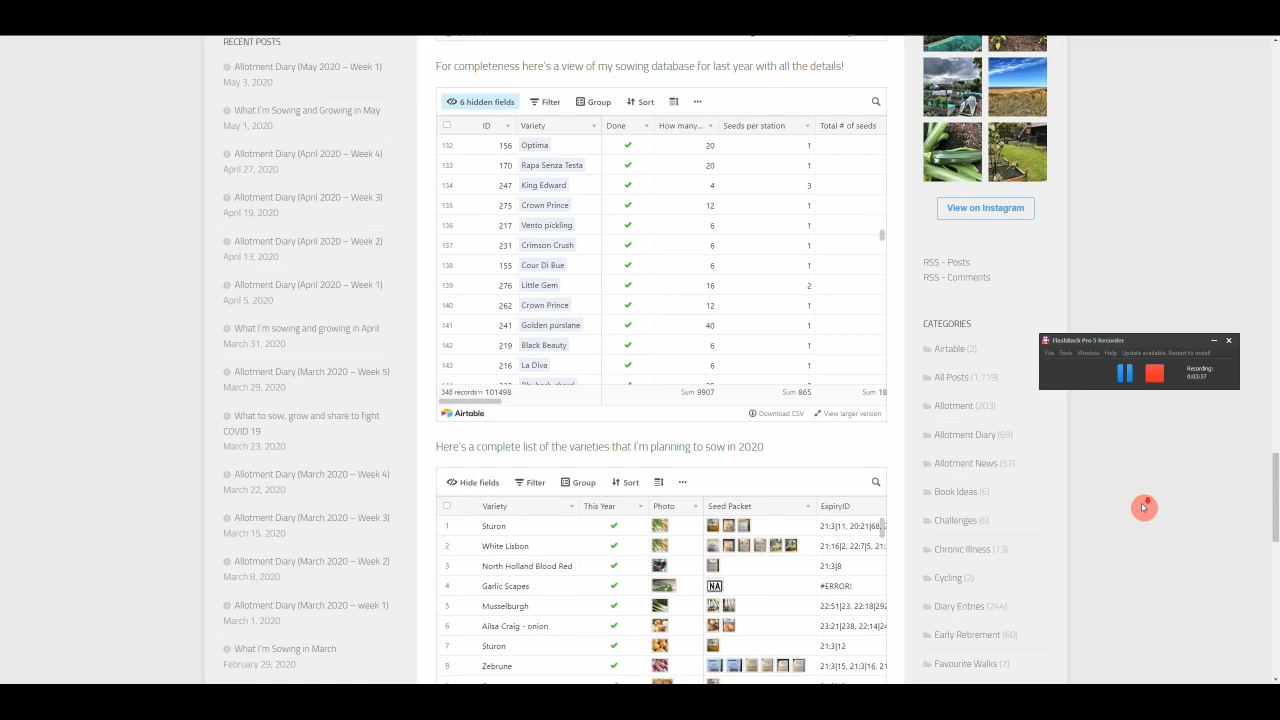 RECENT POSTS
Allotment Diary (May 2020 – Week 1)
May 3, 2020
What I'm Sowing and Growing in May
May 1, 2020
Allotment Diary (April 2020 – Week 4)
April 27, 2020
Allotment Diary (April 2020 – Week 3)
April 19, 2020
Allotment Diary (April 2020 – Week 2)
April 13, 2020
Allotment Diary (April 2020 – Week 1)
April 5, 2020
What I'm sowing and growing in April
March 31, 2020
Allotment Diary (March 2020 – Week 5)
March 29, 2020
What to sow, grow and share to fight
COVID 19
March 23, 2020
Allotment Diary (March 2020 – Week 4)
March 22, 2020
Allotment Diary (March 2020 – Week 3)
March 15, 2020
Allotment Diary (March 2020 – Week 2)
March 8, 2020
Allotment Diary (March 2020 – week 1)
March 1, 2020
What I'm Sowing in March
February 29, 2020
For completeness here's a view of my sowing database for last year with all the details!
6 hidden fields Filter Group Sort
ID Variety Done How many... Seeds per station Total # of seeds
132 156 Optima 20 1
133 170 Rapa Senza Testa 20 1
134 247 King Edward 4 3
135 275 Crown Prince 12 1
136 217 Vento pickling 6 1
137 231 Crimson Crush 6 1
138 155 Cour Di Bue 6 1
139 276 Little Gem 16 2
140 262 Crown Prince 12 1
141 241 Golden purslane 40 1
142 219 Black Beauty 6 1
143 216 La Diva 6 1
348 records 101498 Sum 9907 Sum 865 Sum 18
Airtable Download CSV View larger version
Here's a complete list of the varieties that I'm planning to sow in 2020
Hide fields Filter Group Sort
Variety This Year Photo Seed Packet ExpiryID
1 Sturon 21:3|11, 20:21|68
2 White Lisbon 21:16|2, 22:7|5, 21:
3 North Holland Blood Red 21:3|8
4 Garlic Scapes NA #ERROR!
5 Musselburgh 22:51|23, 22:18|292
6 Ailsa Craig - onion 23:21|238, 22:14|24
7 Sturon 21:3|12
8 Zebrune 21:3|15, 21:3|16, 21
View on Instagram
RSS - Posts
RSS - Comments
CATEGORIES
Airtable (2)
All Posts (1,719)
Allotment (203)
Allotment Diary (69)
Allotment News (57)
Book Ideas (6)
Challenges (6)
Chronic Illness (73)
Cycling (2)
Diary Entries (244)
Early Retirement (60)
Favourite Walks (7)
FlashBack Pro 5 Recorder
File Tools Window Help Update available. Restart to install
Recording:
0:03:37